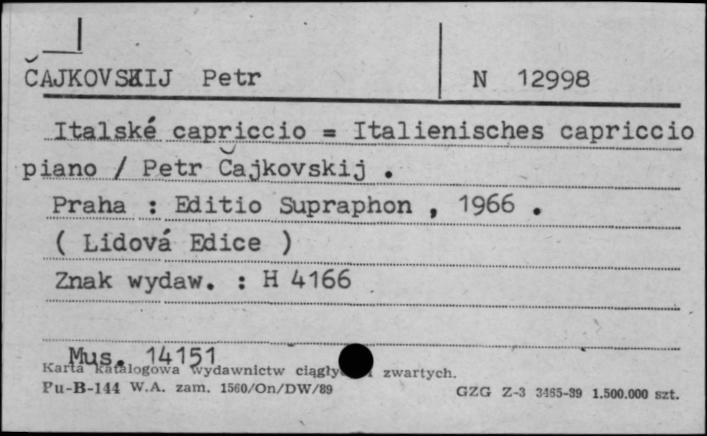 ČAJKOVSKIJ Petr N 12998
Italské capriccio = Italienisches capriccio
piano / Petr Čajkovskij .
Praha : Editio Supraphon , 1966 .
( Lidová Edice )
Znak wydaw. : H 4166
Mus. 14151
Karta katalogowa wydawnictw ciągłych i zwartych.
Pu-B-144 W.A. zam. 1560/On/DW/89 GZG Z-3 3465-89 1.500.000 szt.